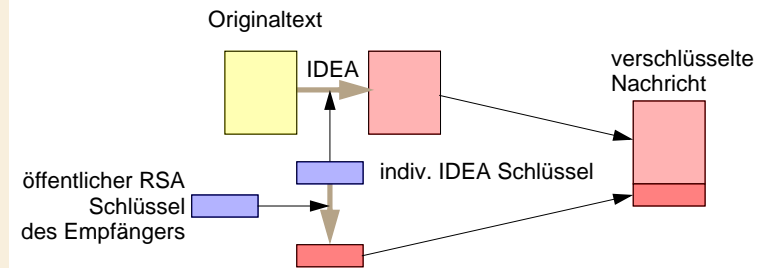 Originaltext
IDEA
verschlüsselte
Nachricht
indiv. IDEA Schlüssel
öffentlicher RSA
Schlüssel
des Empfängers